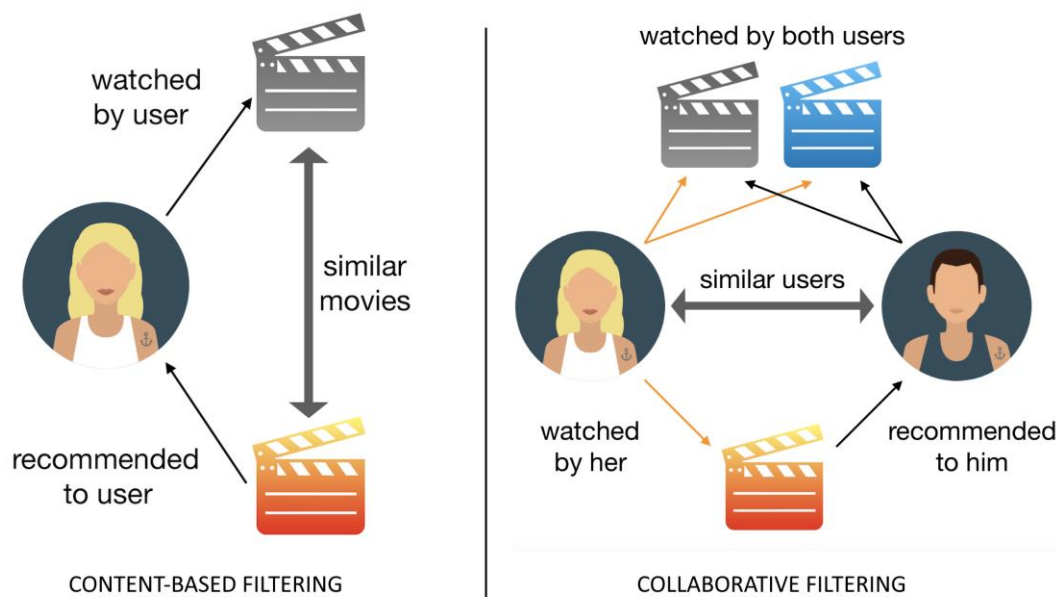 watched
by user
similar
movies
recommended
to user
CONTENT-BASED FILTERING
watched by both users
similar users
watched
by her
recommended
to him
COLLABORATIVE FILTERING